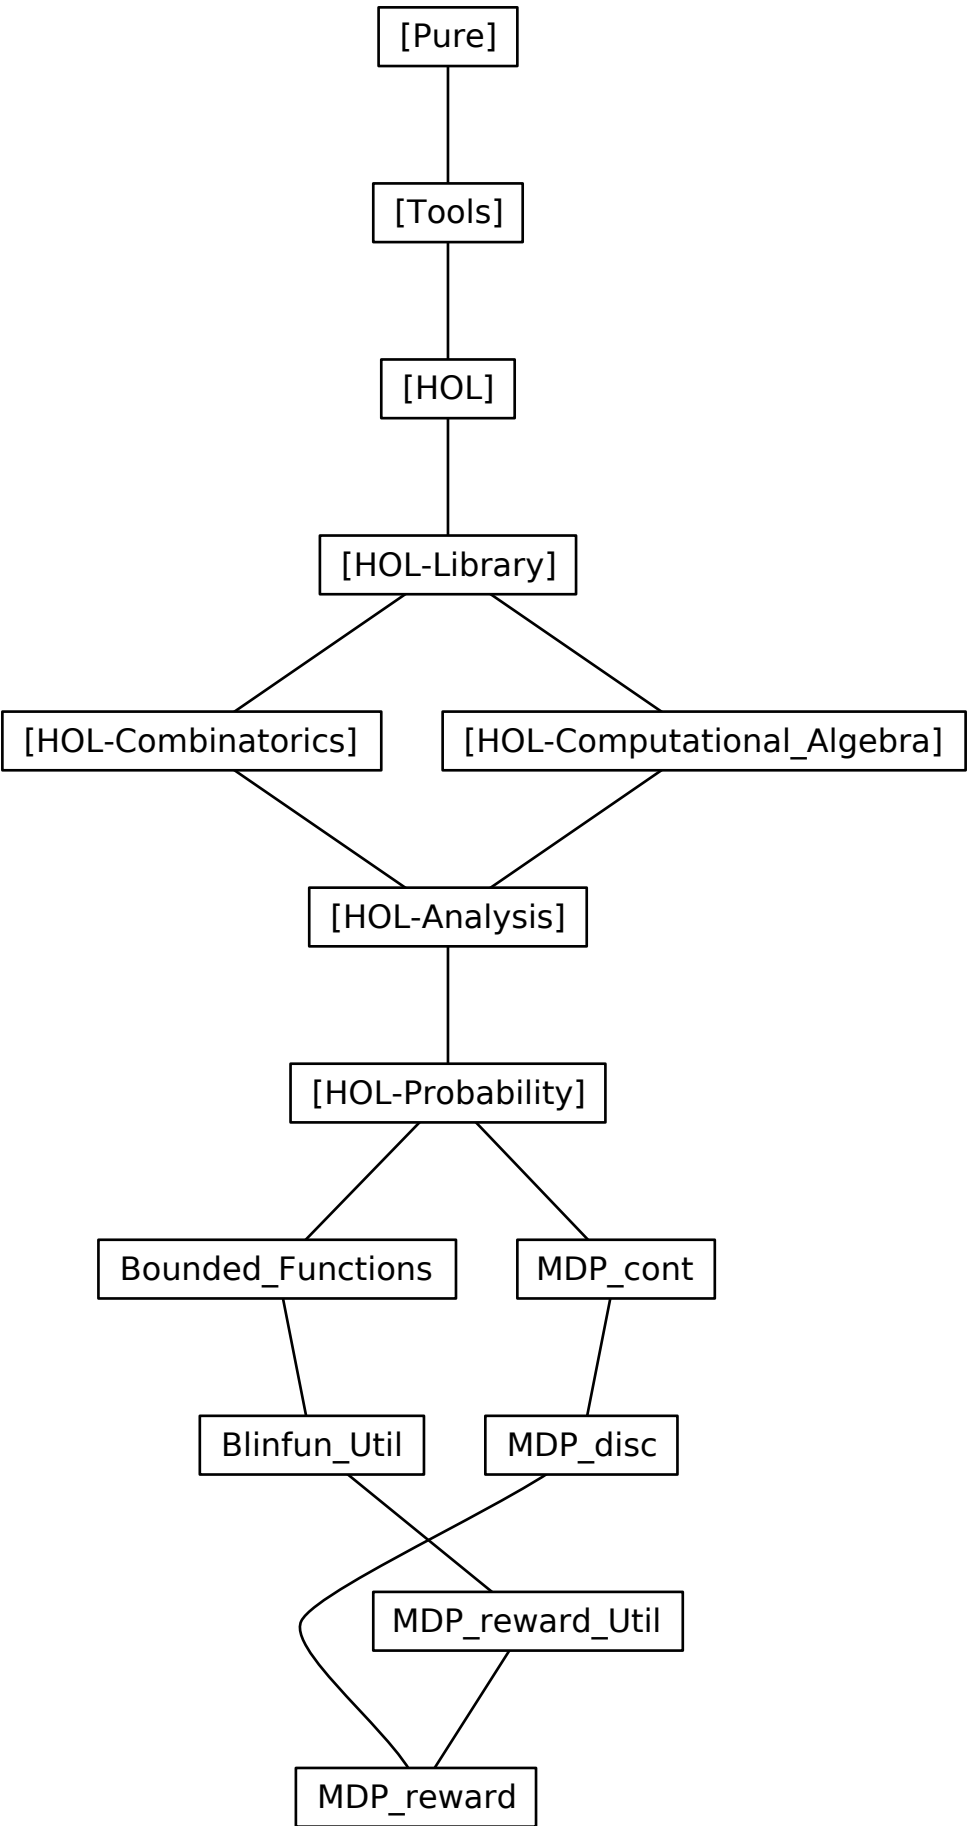 [Pure]
[Tools]
[HOL]
[HOL-Library]
[HOL-Combinatorics]
[HOL-Computational_Algebra]
[HOL-Analysis]
[HOL-Probability]
Bounded_Functions
MDP_cont
Blinfun_Util
MDP_disc
MDP_reward_Util
MDP_reward